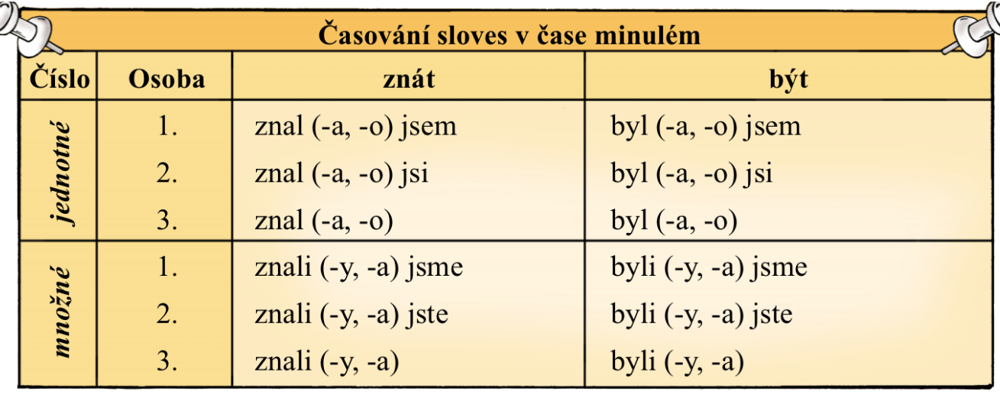 Časování sloves v čase minulém
Číslo Osoba znát být
jednotné
1. znal (-a, -o) jsem byl (-a, -o) jsem
2. znal (-a, -o) jsi byl (-a, -o) jsi
3. znal (-a, -o) byl (-a, -o)
množné
1. znali (-y, -a) jsme byli (-y, -a) jsme
2. znali (-y, -a) jste byli (-y, -a) jste
3. znali (-y, -a) byli (-y, -a)